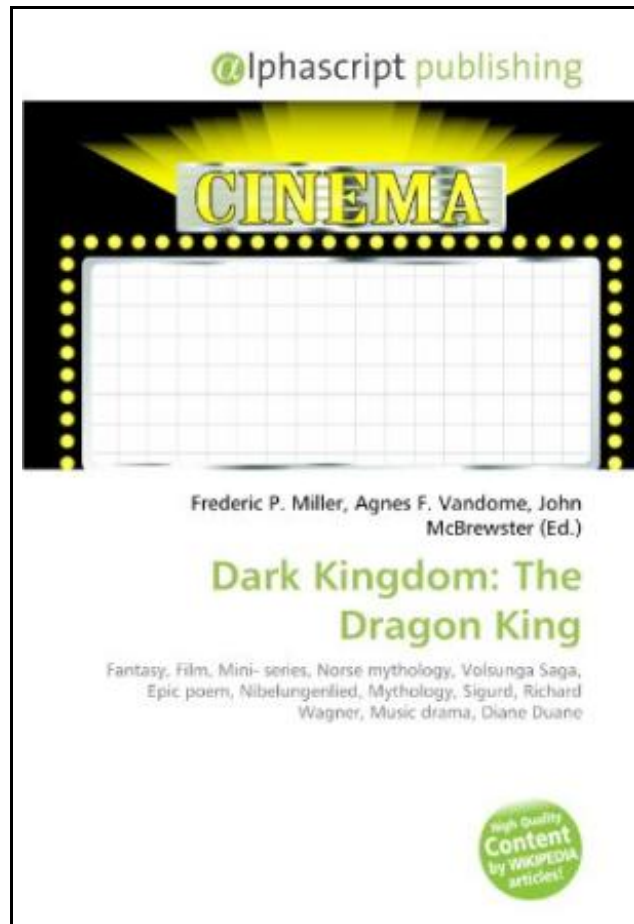 @lphascript publishing
CINEMA
Frederic P. Miller, Agnes F. Vandome, John
McBrewster (Ed.)
Dark Kingdom: The
Dragon King
Fantasy, Film, Mini- series, Norse mythology, Volsunga Saga,
Epic poem, Nibelungenlied, Mythology, Sigurd, Richard
Wagner, Music drama, Diane Duane
High Quality
Content
by WIKIPEDIA
articles!